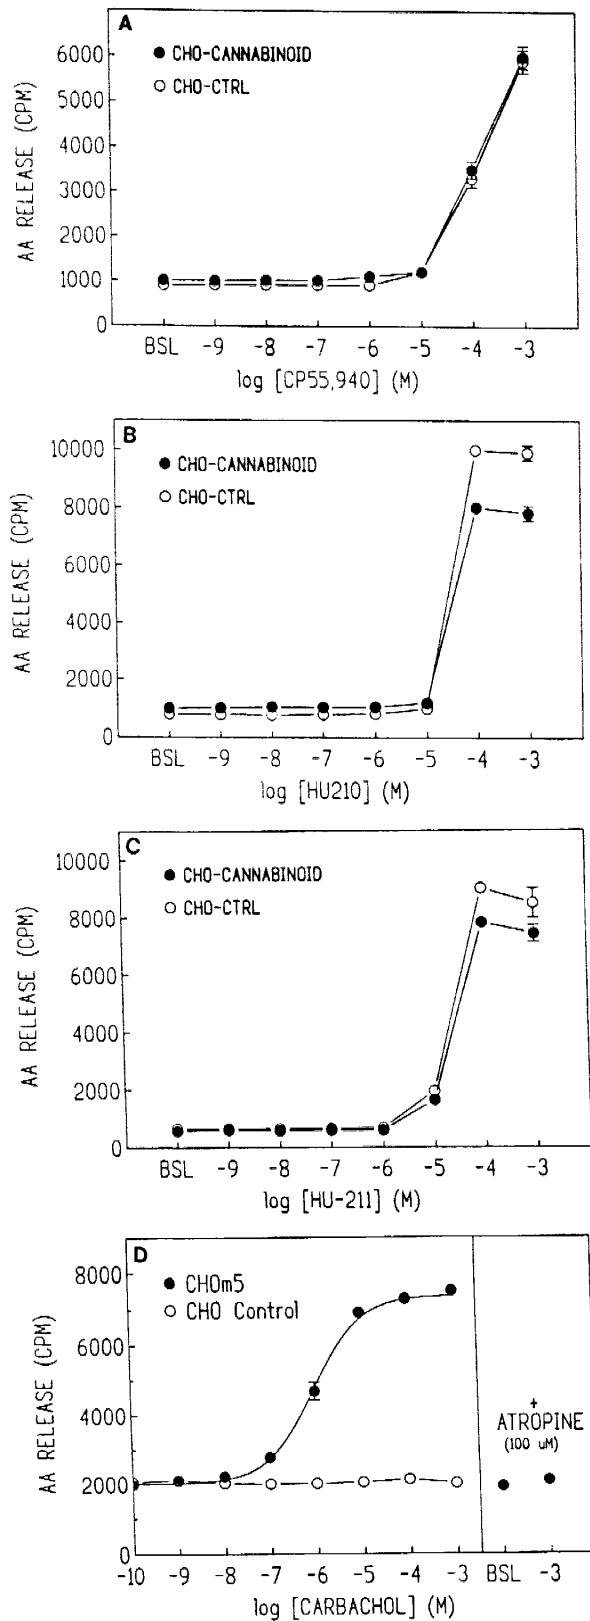 A
CHO-CANNABINOID
CHO-CTRL
AA RELEASE (CPM)
6000
5000
4000
3000
2000
1000
0
BSL -9 -8 -7 -6 -5 -4 -3
log [CP55,940] (M)
B
CHO-CANNABINOID
CHO-CTRL
AA RELEASE (CPM)
10000
8000
6000
4000
2000
0
BSL -9 -8 -7 -6 -5 -4 -3
log [HU210] (M)
C
CHO-CANNABINOID
CHO-CTRL
AA RELEASE (CPM)
10000
8000
6000
4000
2000
0
BSL -9 -8 -7 -6 -5 -4 -3
log [HU-211] (M)
D
CHOm5
CHO Control
AA RELEASE (CPM)
8000
6000
4000
2000
0
+
ATROPINE
(100 uM)
-10 -9 -8 -7 -6 -5 -4 -3 BSL -3
log [CARBACHOL] (M)